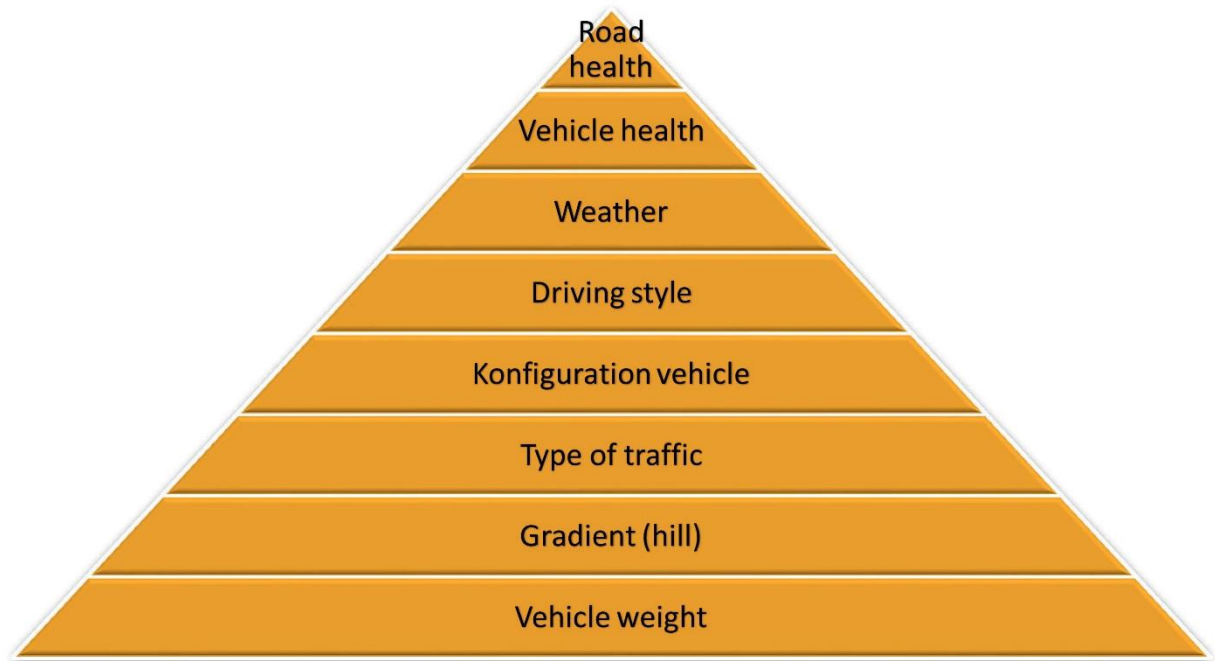 Road
health
Vehicle health
Weather
Driving style
Konfiguration vehicle
Type of traffic
Gradient (hill)
Vehicle weight